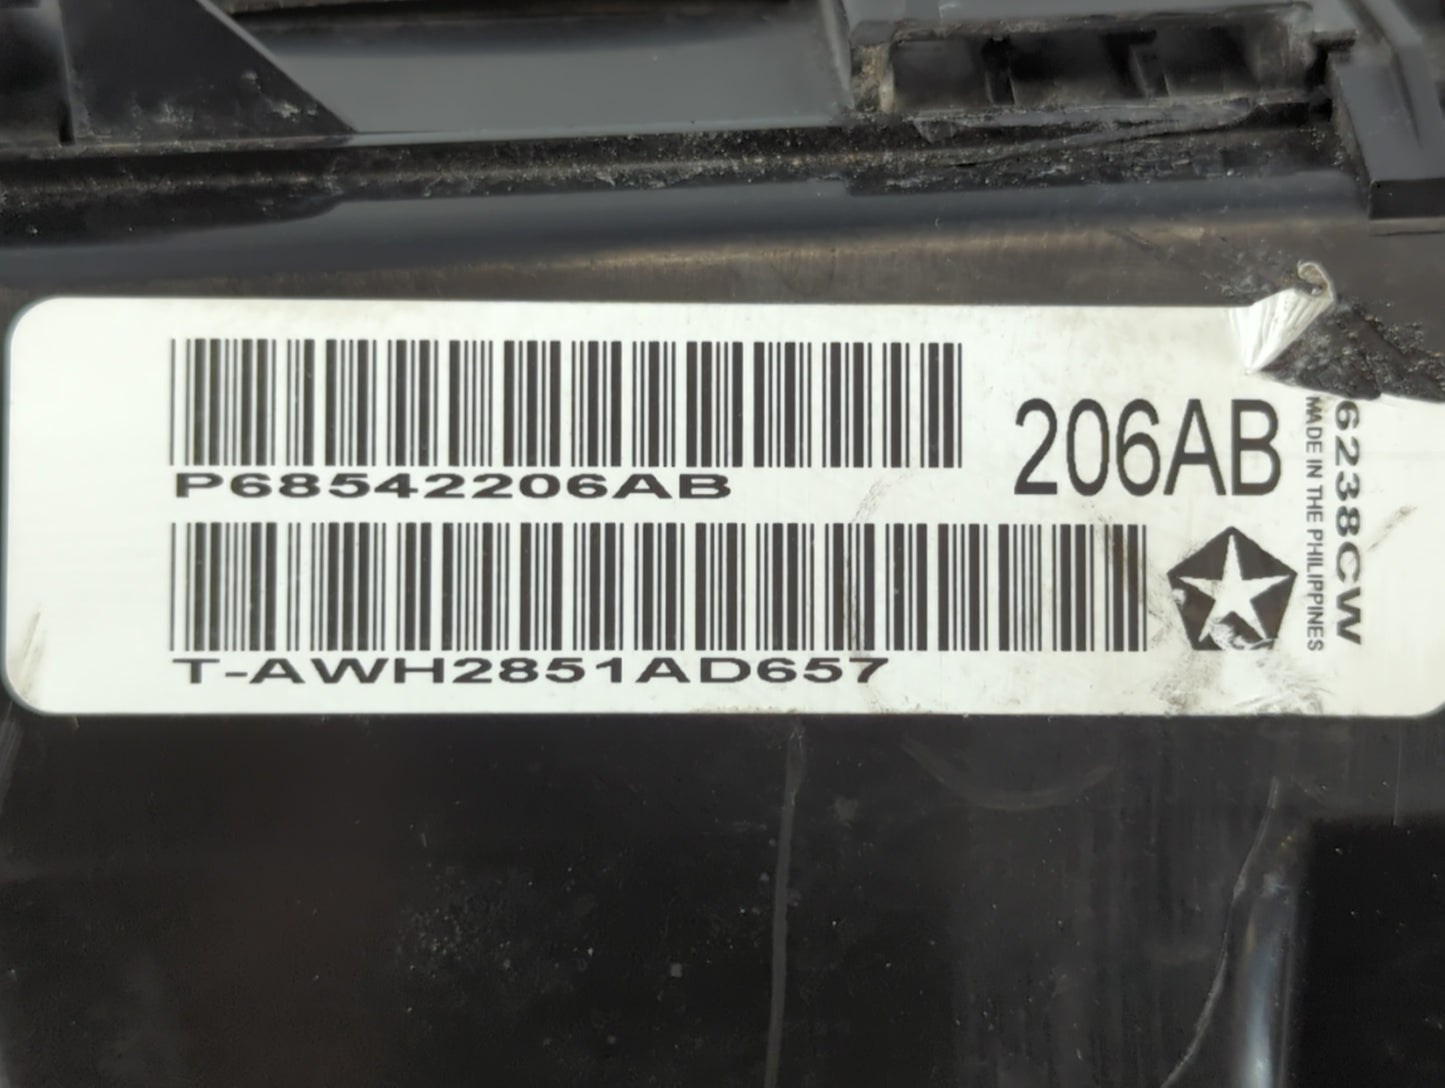 P68542206AB
206AB
T-AWH2851AD657
6238CW
MADE IN THE PHILIPPINES